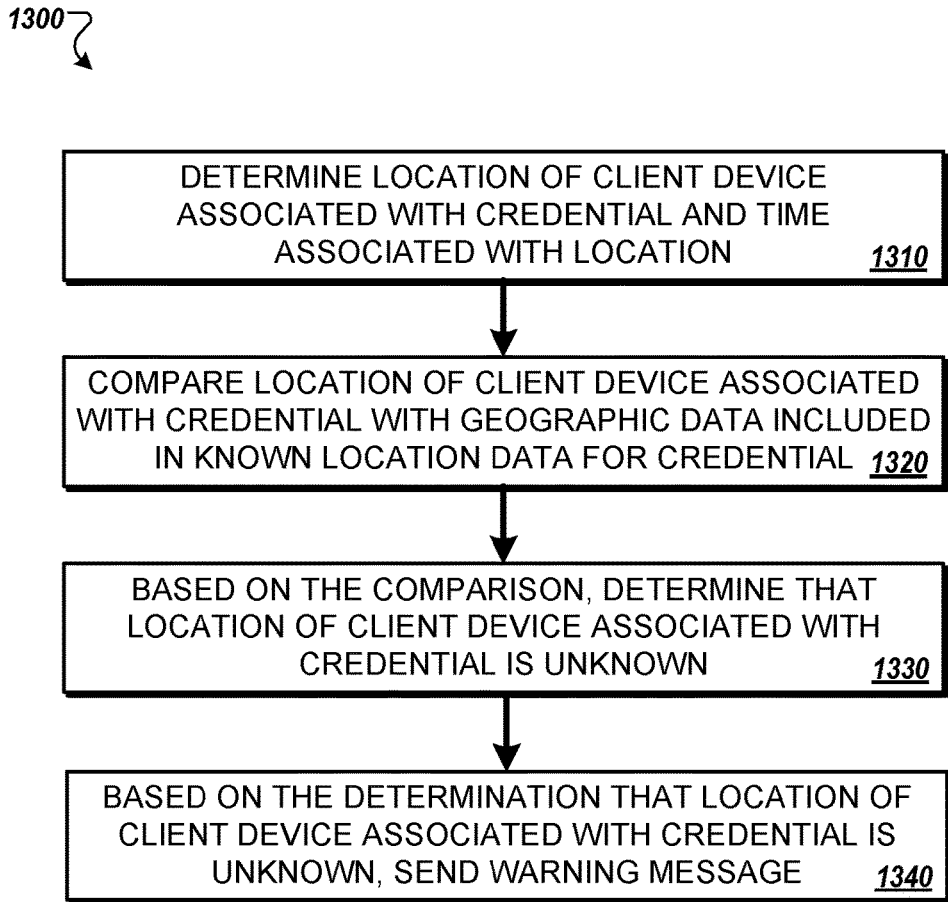 1300
DETERMINE LOCATION OF CLIENT DEVICE
ASSOCIATED WITH CREDENTIAL AND TIME
ASSOCIATED WITH LOCATION
1310
COMPARE LOCATION OF CLIENT DEVICE ASSOCIATED
WITH CREDENTIAL WITH GEOGRAPHIC DATA INCLUDED
IN KNOWN LOCATION DATA FOR CREDENTIAL
1320
BASED ON THE COMPARISON, DETERMINE THAT
LOCATION OF CLIENT DEVICE ASSOCIATED WITH
CREDENTIAL IS UNKNOWN
1330
BASED ON THE DETERMINATION THAT LOCATION OF
CLIENT DEVICE ASSOCIATED WITH CREDENTIAL IS
UNKNOWN, SEND WARNING MESSAGE
1340